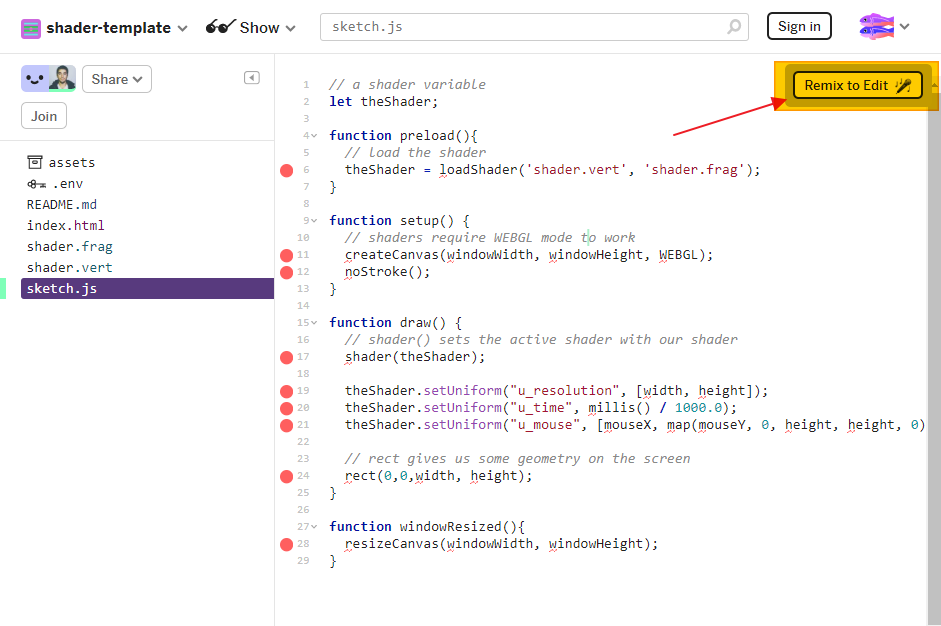 shader-template
Show
sketch.js
Sign in
Share
Join
Remix to Edit
assets
.env
README.md
index.html
shader.frag
shader.vert
sketch.js
1 // a shader variable
2 let theShader;
3
4 function preload(){
5 // load the shader
6 theShader = loadShader('shader.vert', 'shader.frag');
7 }
8
9 function setup() {
10 // shaders require WEBGL mode to work
11 createCanvas(windowWidth, windowHeight, WEBGL);
12 noStroke();
13 }
14
15 function draw() {
16 // shader() sets the active shader with our shader
17 shader(theShader);
18
19 theShader.setUniform("u_resolution", [width, height]);
20 theShader.setUniform("u_time", millis() / 1000.0);
21 theShader.setUniform("u_mouse", [mouseX, map(mouseY, 0, height, height, 0)
22
23 // rect gives us some geometry on the screen
24 rect(0,0,width, height);
25 }
26
27 function windowResized(){
28 resizeCanvas(windowWidth, windowHeight);
29 }